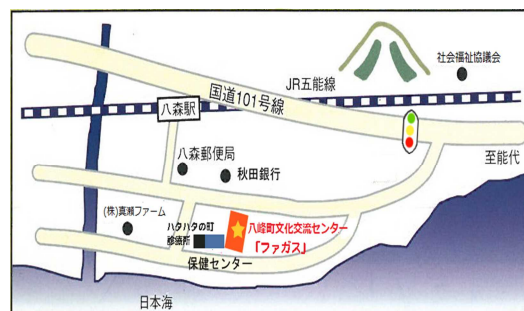 社会福祉協議会
JR五能線
国道101号線
八森駅
至能代
八森郵便局
秋田銀行
(株)真瀬ファーム
ハタハタの町
診療所
八峰町文化交流センター
「ファガス」
保健センター
日本海